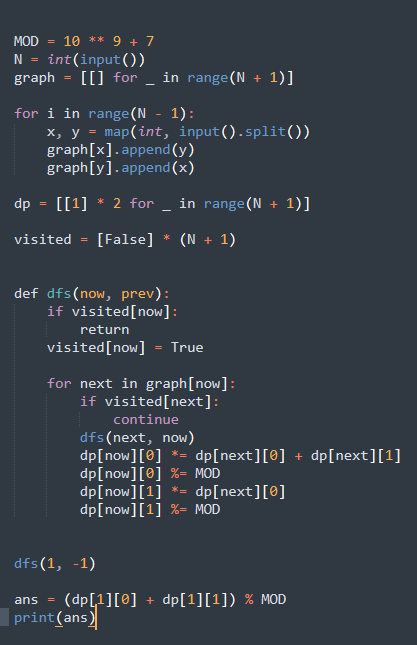 MOD = 10 ** 9 + 7
N = int(input())
graph = [[] for _ in range(N + 1)]

for i in range(N - 1):
    x, y = map(int, input().split())
    graph[x].append(y)
    graph[y].append(x)

dp = [[1] * 2 for _ in range(N + 1)]

visited = [False] * (N + 1)


def dfs(now, prev):
    if visited[now]:
        return
    visited[now] = True

    for next in graph[now]:
        if visited[next]:
            continue
        dfs(next, now)
        dp[now][0] *= dp[next][0] + dp[next][1]
        dp[now][0] %= MOD
        dp[now][1] *= dp[next][0]
        dp[now][1] %= MOD


dfs(1, -1)

ans = (dp[1][0] + dp[1][1]) % MOD
print(ans)